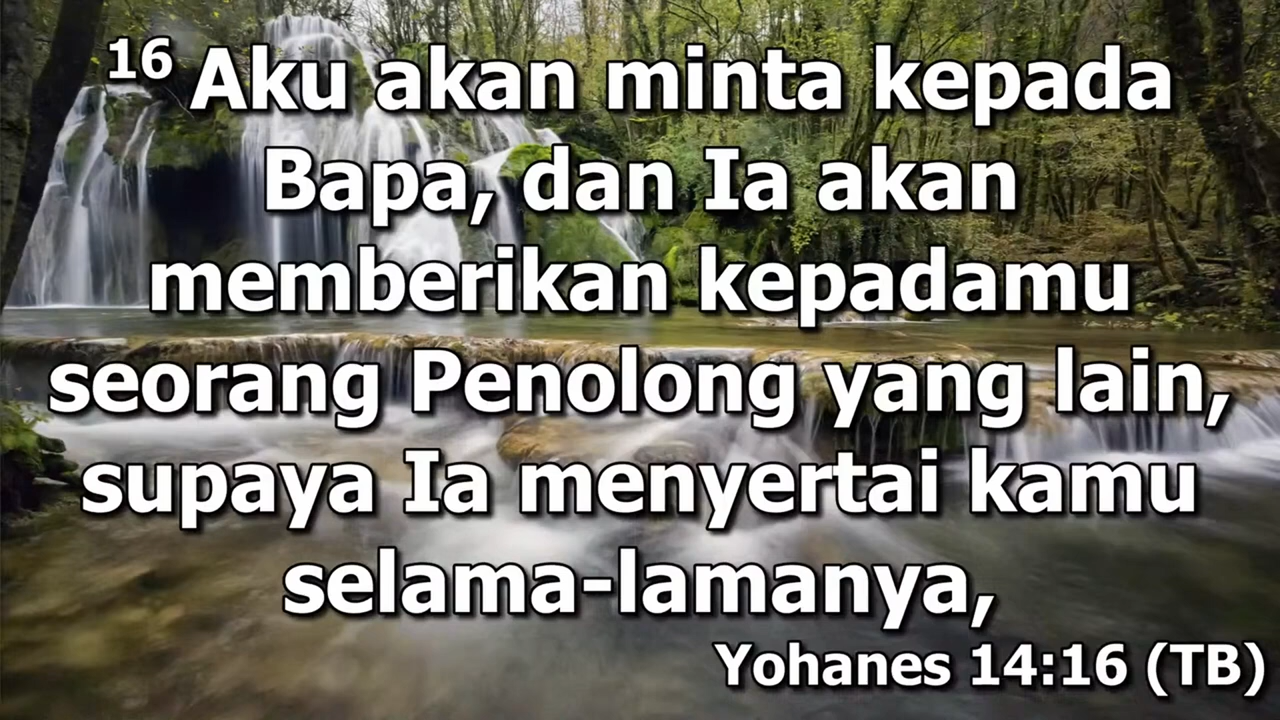 16 Aku akan minta kepada
Bapa, dan Ia akan
memberikan kepadamu
seorang Penolong yang lain,
supaya Ia menyertai kamu
selama-lamanya,
Yohanes 14:16 (TB)